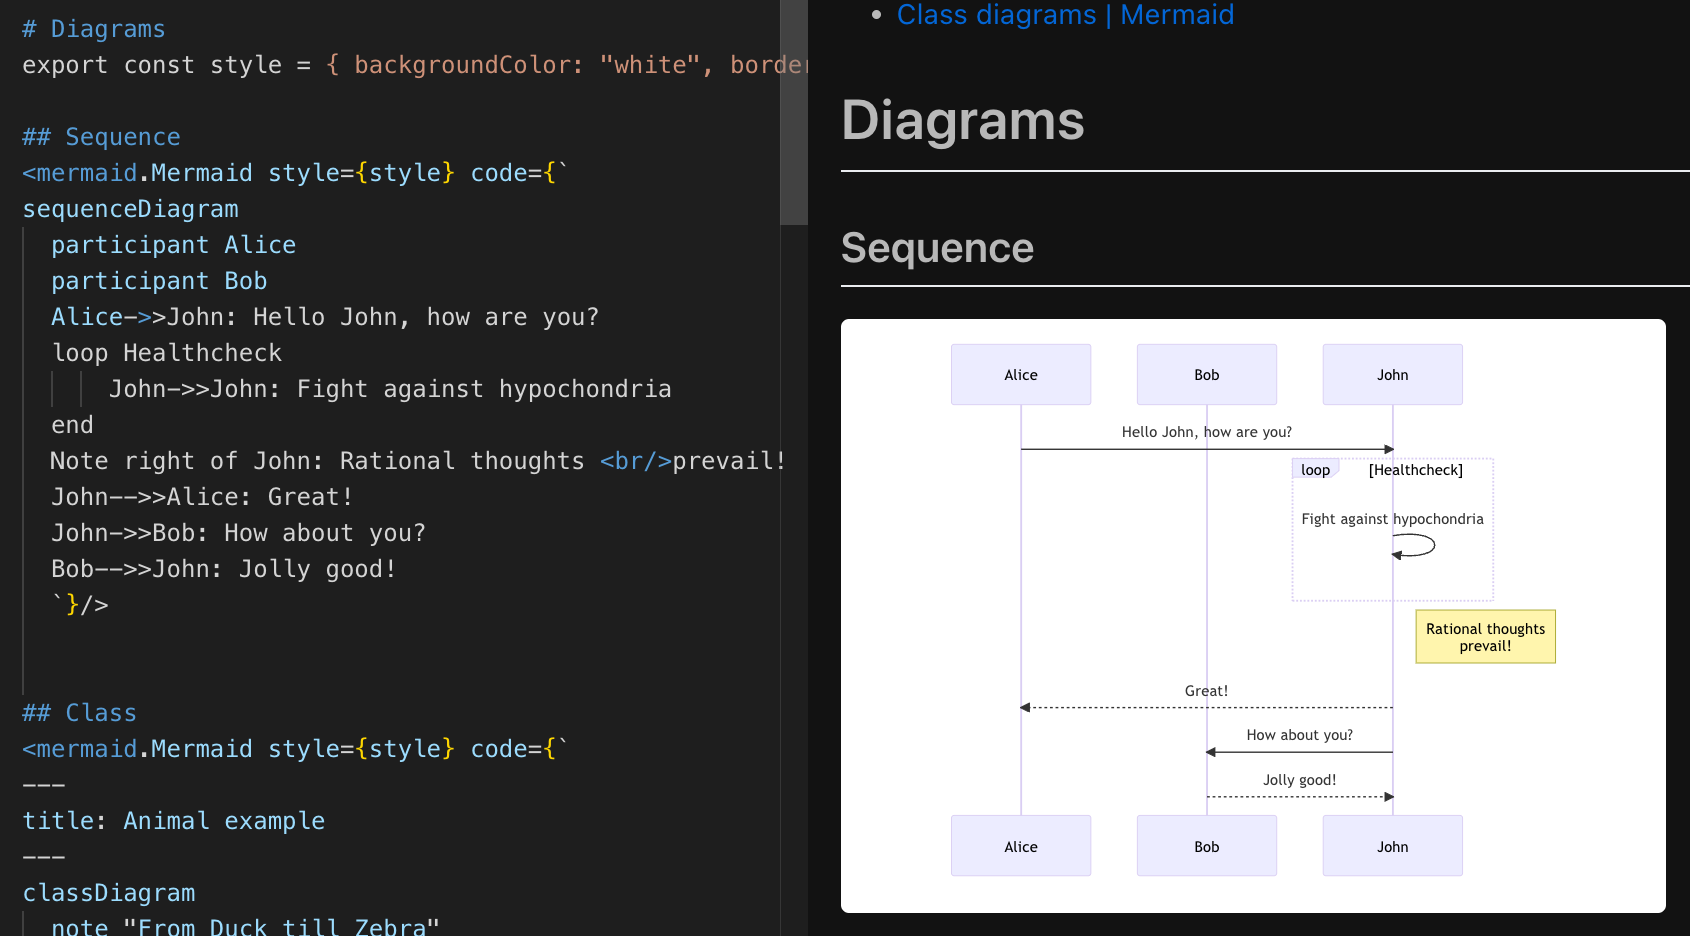 # Diagrams
export const style = { backgroundColor: "white", border
## Sequence
<mermaid.Mermaid style={style} code={`
sequenceDiagram
participant Alice
participant Bob
Alice->>John: Hello John, how are you?
loop Healthcheck
John->>John: Fight against hypochondria
end
Note right of John: Rational thoughts <br/>prevail!
John-->>Alice: Great!
John->>Bob: How about you?
Bob-->>John: Jolly good!
`}/>
## Class
<mermaid.Mermaid style={style} code={`
---
title: Animal example
---
classDiagram
note "From Duck till Zebra"
Class diagrams | Mermaid
Diagrams
Sequence
Alice
Bob
John
Hello John, how are you?
loop
[Healthcheck]
Fight against hypochondria
Rational thoughts
prevail!
Great!
How about you?
Jolly good!
Alice
Bob
John